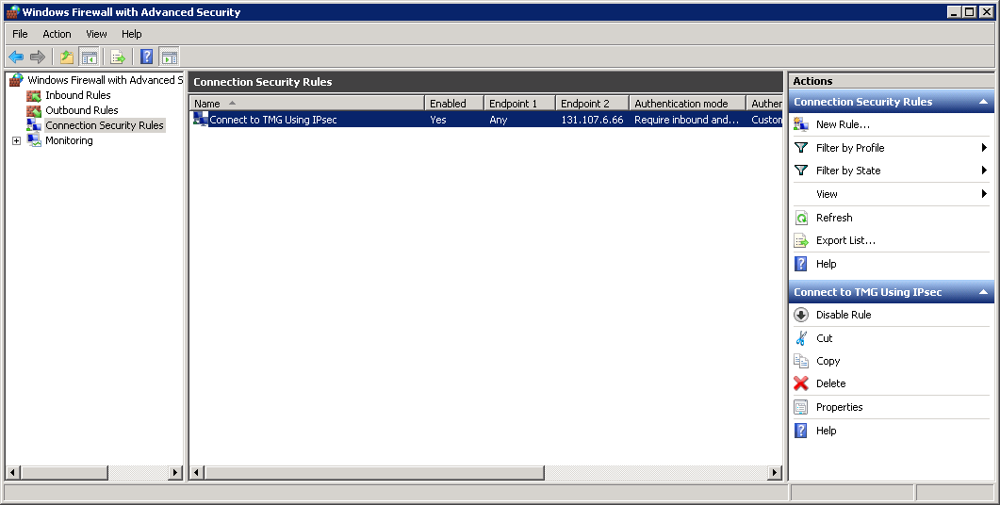 Windows Firewall with Advanced Security
File Action View Help
Windows Firewall with Advanced S
Inbound Rules
Outbound Rules
Connection Security Rules
Monitoring
Connection Security Rules
Name Enabled Endpoint 1 Endpoint 2 Authentication mode Auther
Connect to TMG Using IPsec Yes Any 131.107.6.66 Require inbound and... Custom
Actions
Connection Security Rules
New Rule...
Filter by Profile
Filter by State
View
Refresh
Export List...
Help
Connect to TMG Using IPsec
Disable Rule
Cut
Copy
Delete
Properties
Help